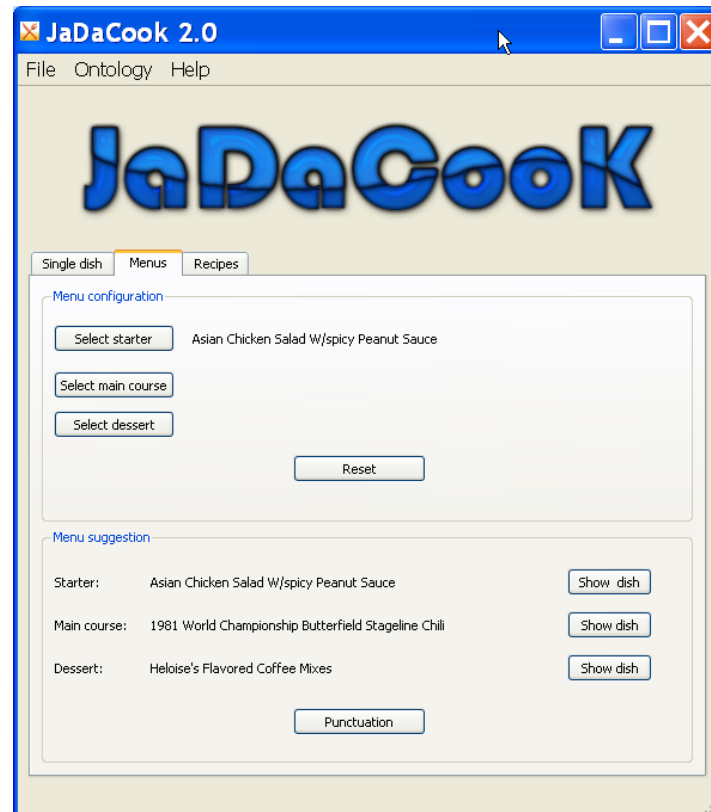 JaDaCook 2.0
File Ontology Help
JaDaCooK
Single dish Menus Recipes
Menu configuration
Select starter Asian Chicken Salad W/spicy Peanut Sauce
Select main course
Select dessert
Reset
Menu suggestion
Starter: Asian Chicken Salad W/spicy Peanut Sauce Show dish
Main course: 1981 World Championship Butterfield Stageline Chili Show dish
Dessert: Heloise's Flavored Coffee Mixes Show dish
Punctuation